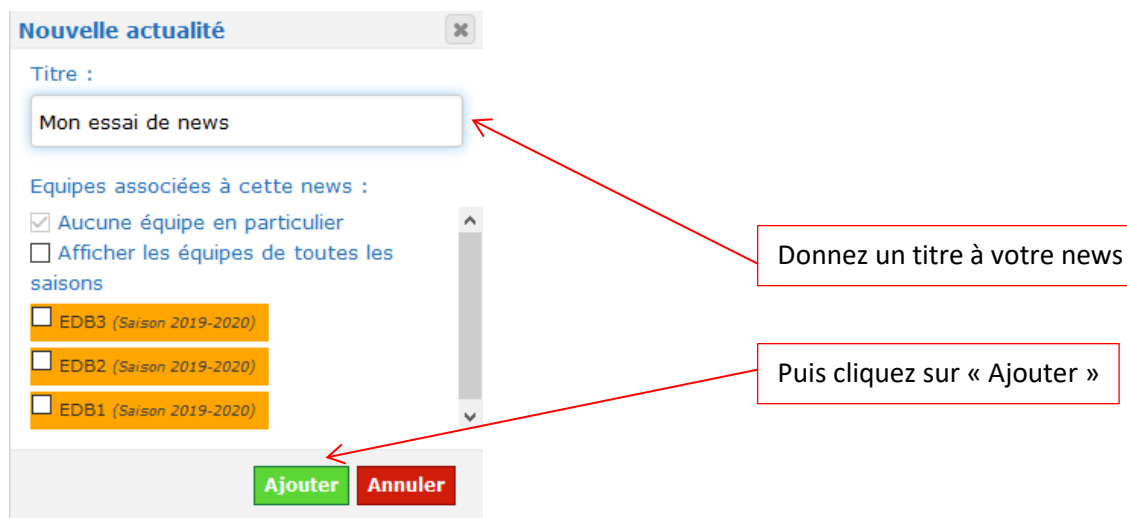 Nouvelle actualité
Titre :
Mon essai de news
Equipes associées à cette news :
Aucune équipe en particulier
Afficher les équipes de toutes les
saisons
EDB3 (Saison 2019-2020)
EDB2 (Saison 2019-2020)
EDB1 (Saison 2019-2020)
Ajouter Annuler
Donnez un titre à votre news
Puis cliquez sur « Ajouter »